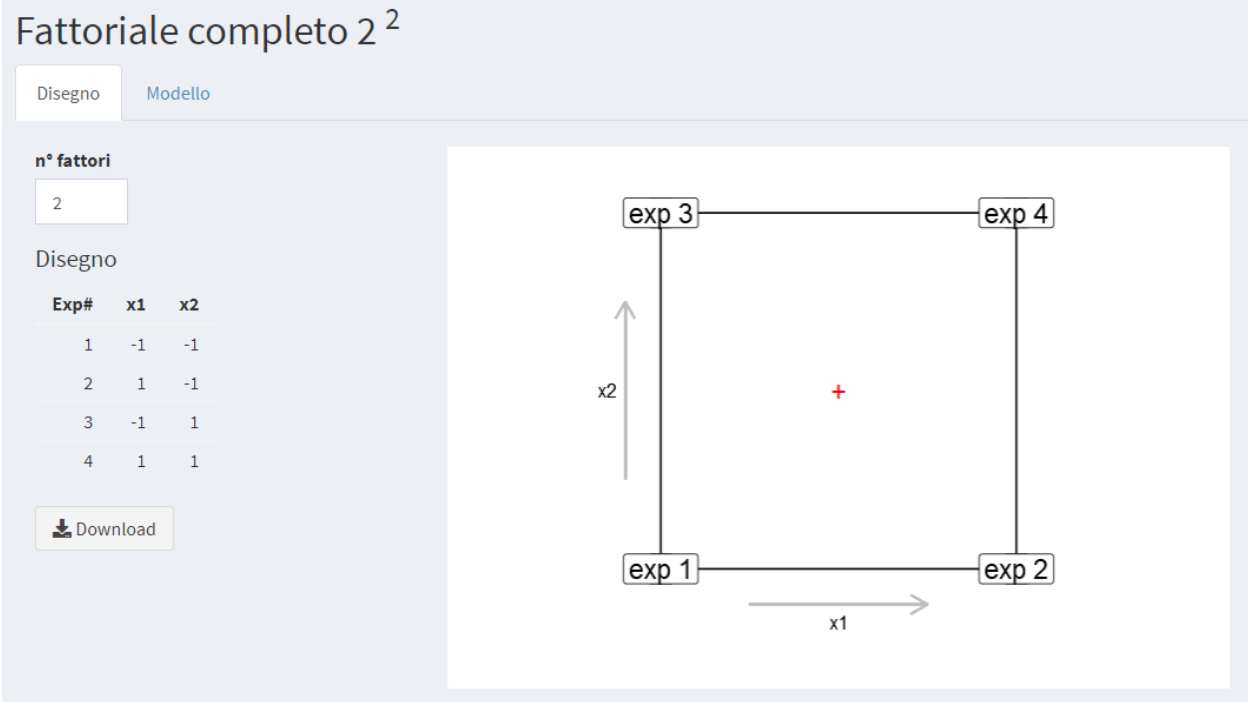 Fattoriale completo 2 ²
Disegno Modello
n° fattori
2
Disegno
Exp# x1 x2
1 -1 -1
2 1 -1
3 -1 1
4 1 1
Download
exp 3 exp 4
x2
exp 1 exp 2
x1